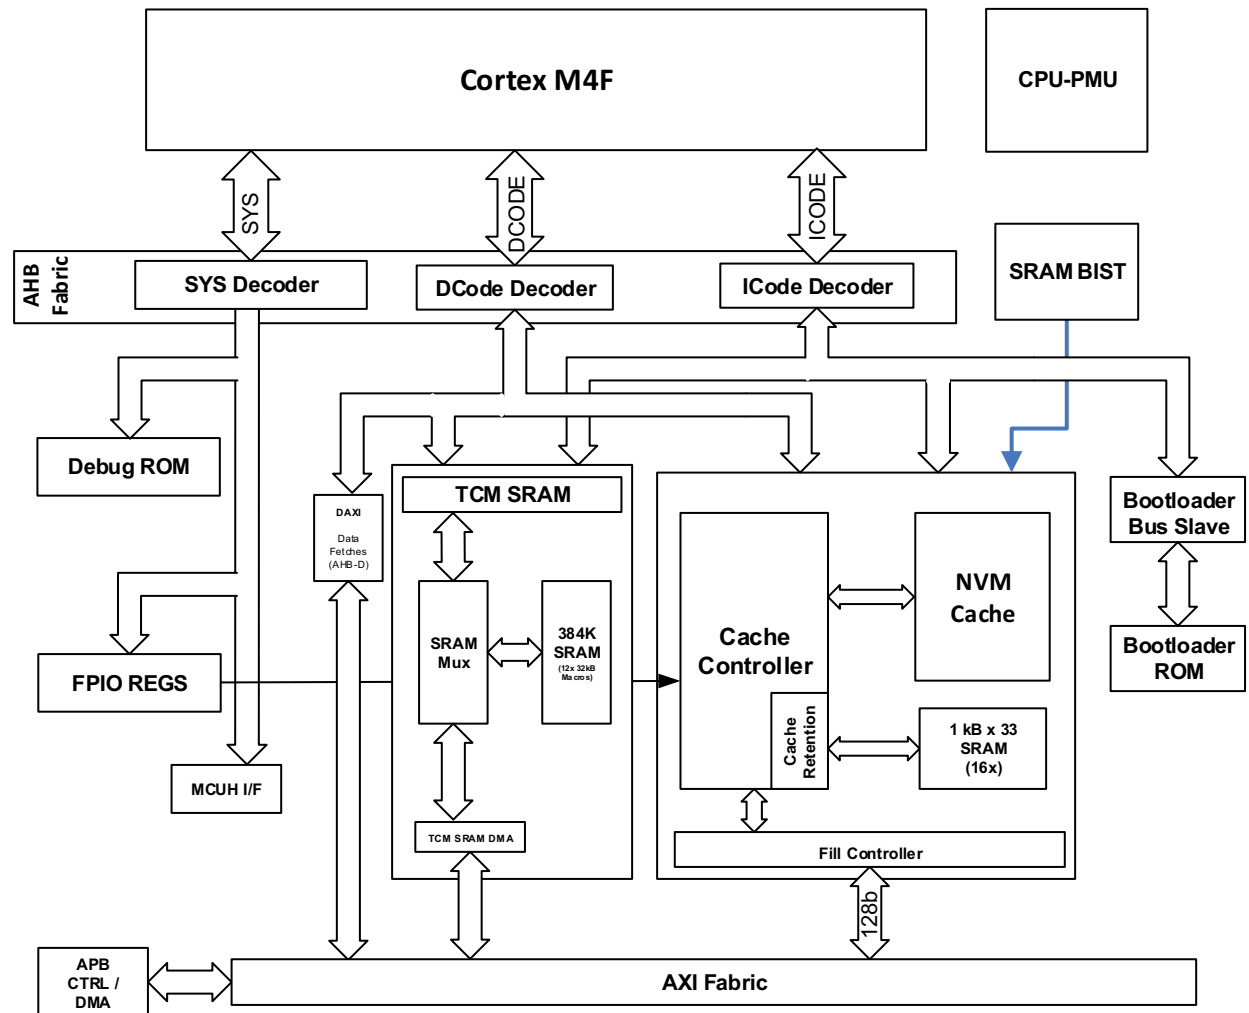 Cortex M4F
CPU-PMU
SYS
DCODE
ICODE
AHB
Fabric
SYS Decoder
DCode Decoder
ICode Decoder
SRAM BIST
Debug ROM
DAXI
Data
Fetches
(AHB-D)
TCM SRAM
Bootloader
Bus Slave
SRAM
Mux
384K
SRAM
(12x 32kB
Macros)
Cache
Controller
NVM
Cache
Bootloader
ROM
FPIO REGS
Cache
Retention
1 kB x 33
SRAM
(16x)
MCUH I/F
TCM SRAM DMA
Fill Controller
128b
APB
CTRL /
DMA
AXI Fabric